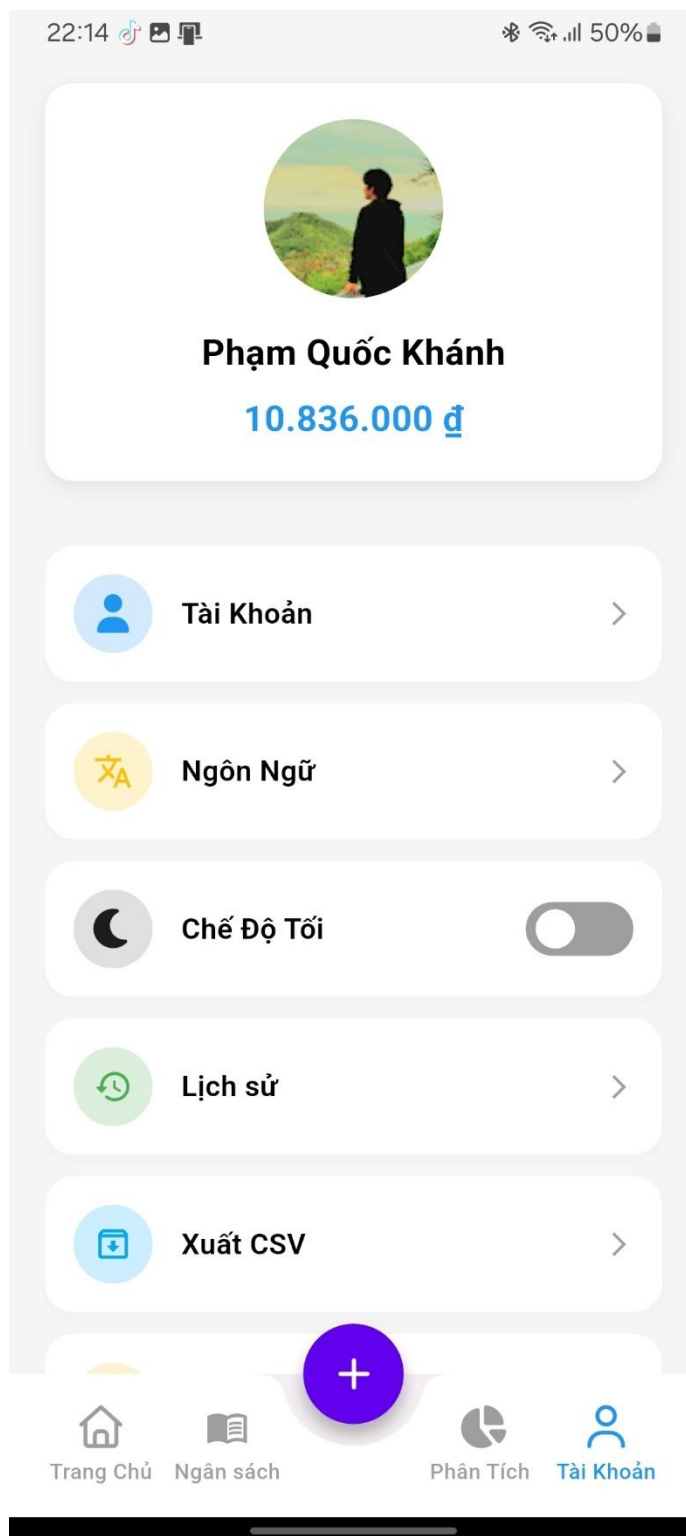 22:14
50%
Phạm Quốc Khánh
10.836.000 ₫
Tài Khoản
Ngôn Ngữ
Chế Độ Tối
Lịch sử
Xuất CSV
Trang Chủ Ngân sách Phân Tích Tài Khoản